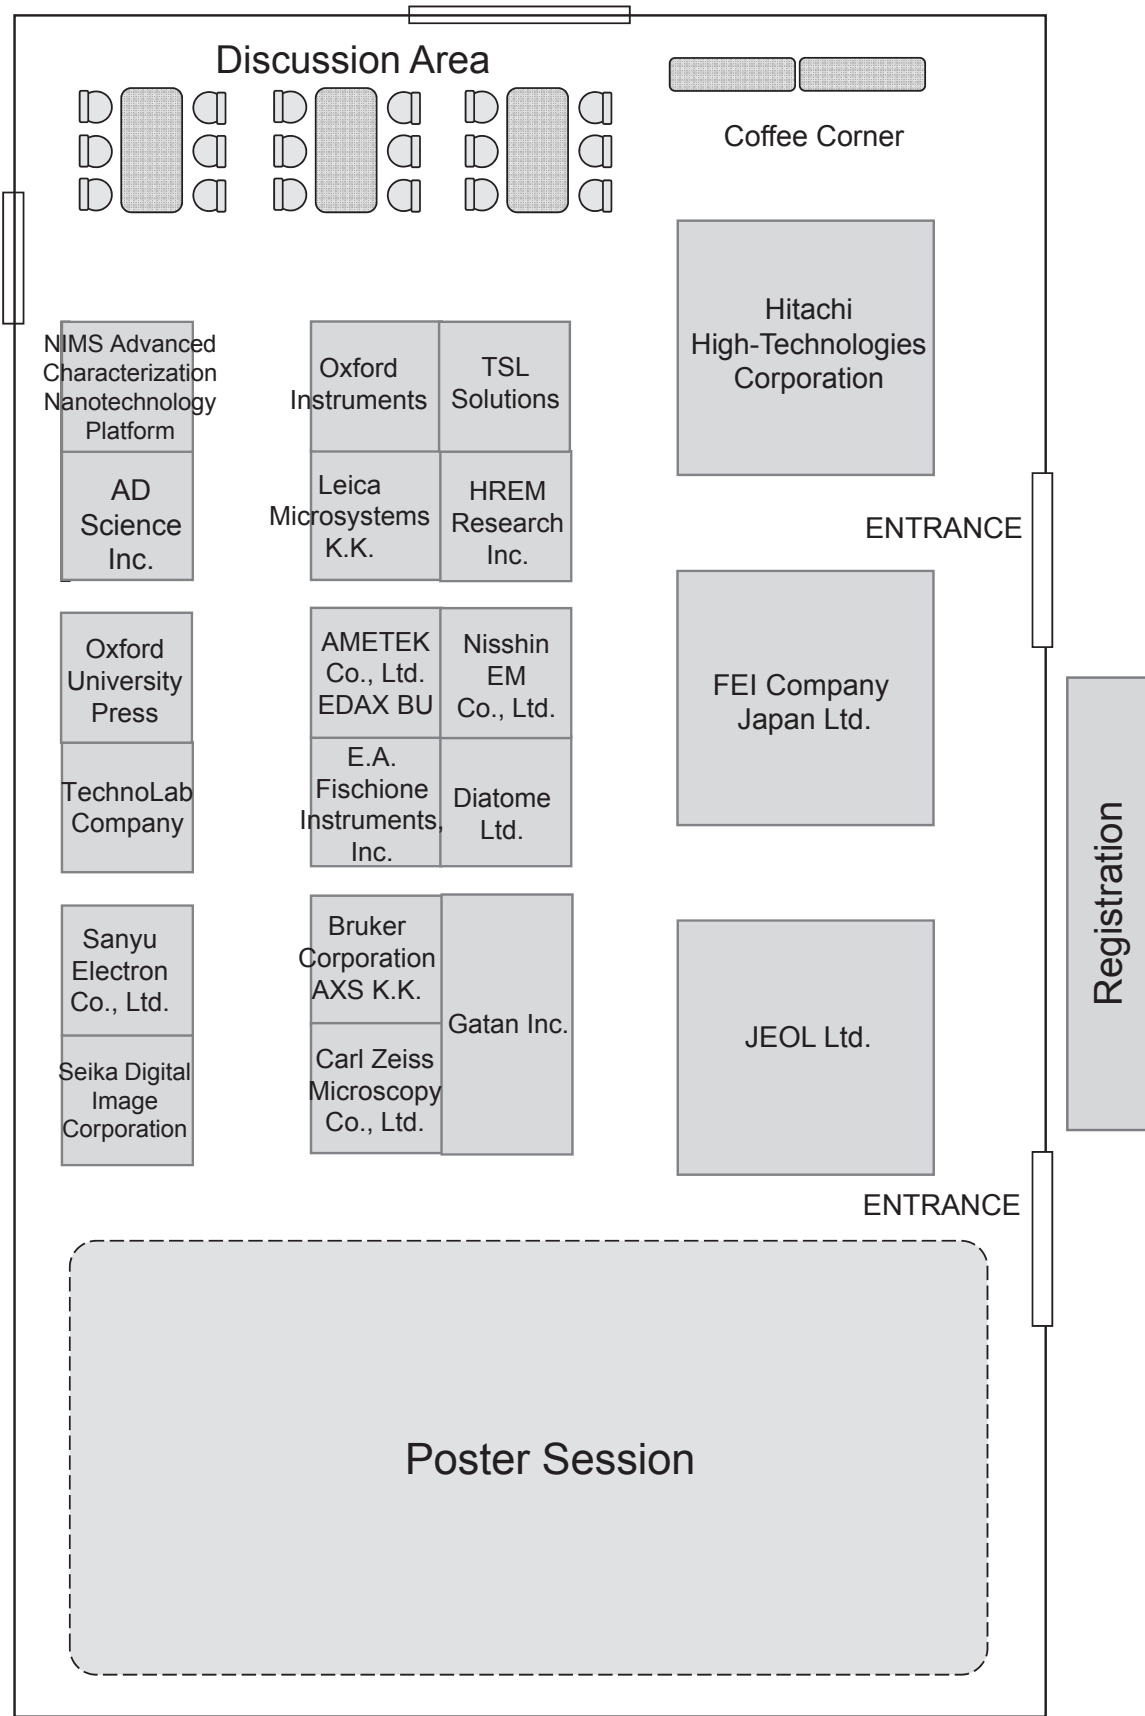 Discussion Area
Coffee Corner
Hitachi
High-Technologies
Corporation
NIMS Advanced
Characterization
Nanotechnology
Platform
Oxford
Instruments
TSL
Solutions
AD
Science
Inc.
Leica
Microsystems
K.K.
HREM
Research
Inc.
ENTRANCE
Oxford
University
Press
AMETEK
Co., Ltd.
EDAX BU
Nisshin
EM
Co., Ltd.
FEI Company
Japan Ltd.
TechnoLab
Company
E.A.
Fischione
Instruments,
Inc.
Diatome
Ltd.
Registration
Sanyu
Electron
Co., Ltd.
Bruker
Corporation
AXS K.K.
Gatan Inc.
JEOL Ltd.
Seika Digital
Image
Corporation
Carl Zeiss
Microscopy
Co., Ltd.
ENTRANCE
Poster Session